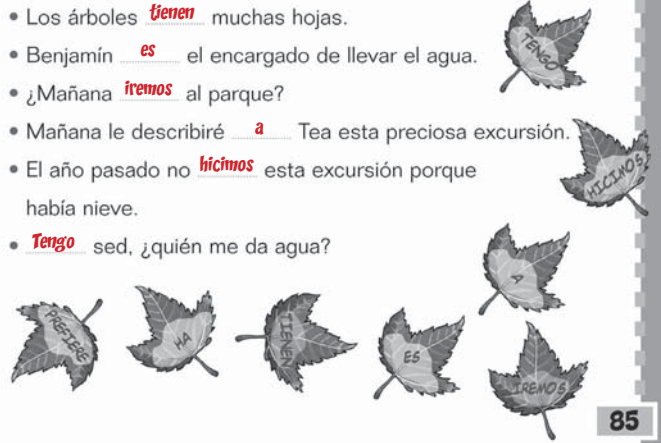 • Los árboles tienen muchas hojas.
• Benjamín es el encargado de llevar el agua.
• ¿Mañana iremos al parque?
• Mañana le describiré a Tea esta preciosa excursión.
• El año pasado no hicimos esta excursión porque
había nieve.
• Tengo sed, ¿quién me da agua?
TENGO
HICIMOS
A
PREFIERE
HA
TIENEN
ES
IREMOS
85